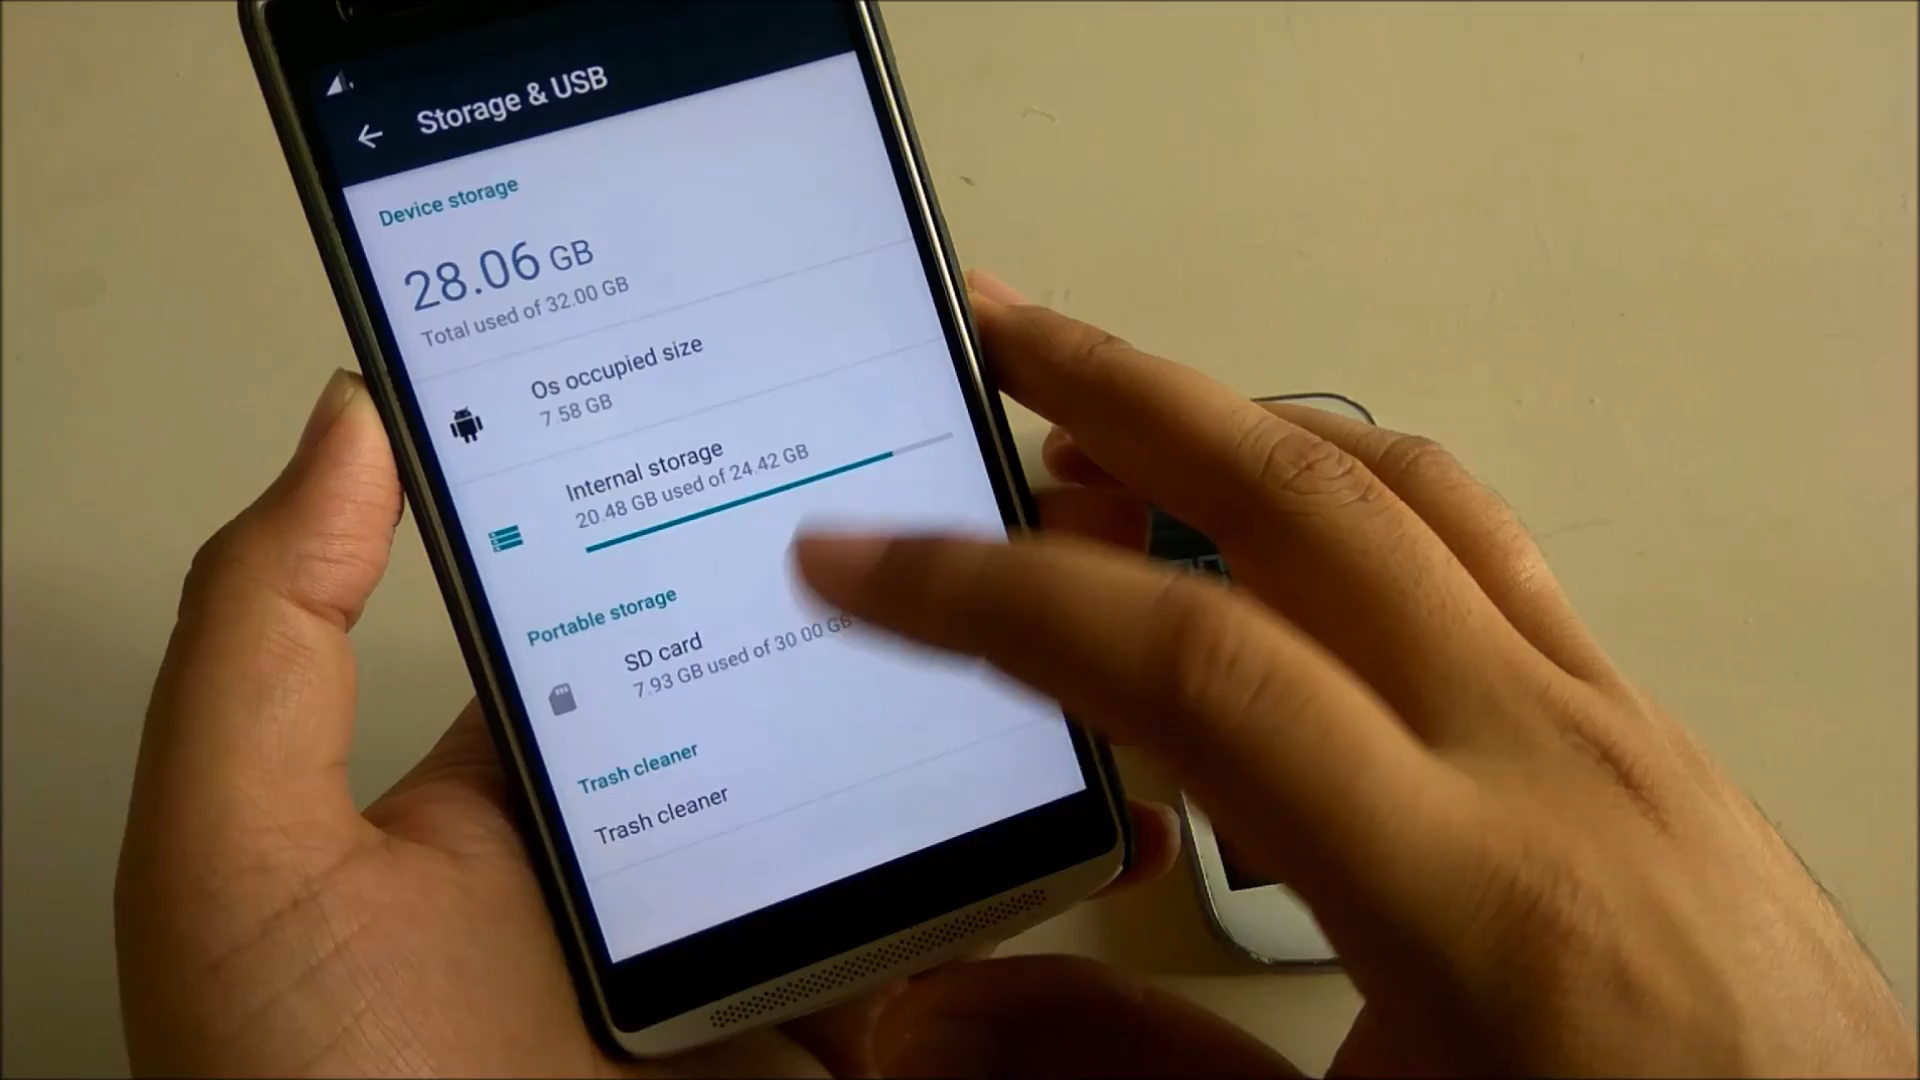 Storage & USB
Device storage
28.06 GB
Total used of 32.00 GB
Os occupied size
7.58 GB
Internal storage
20.48 GB used of 24.42 GB
Portable storage
SD card
7.93 GB used of 30.00 GB
Trash cleaner
Trash cleaner